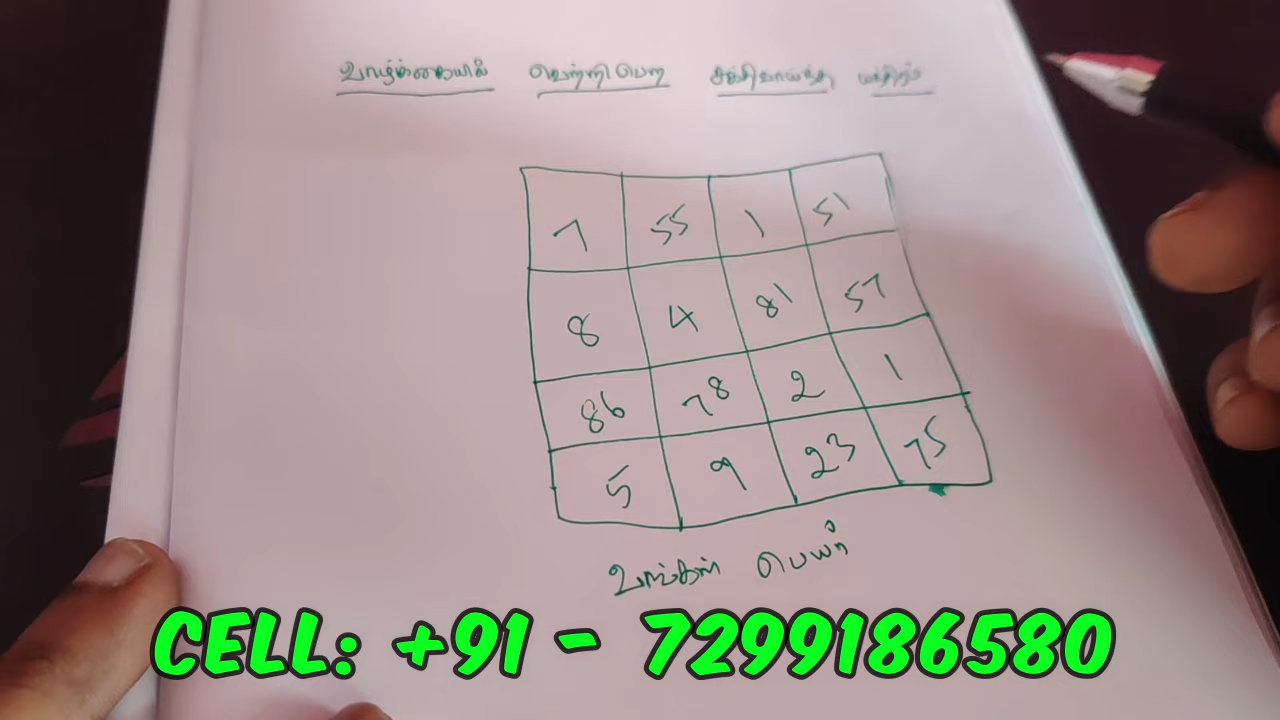 வாழ்க்கையில் வெற்றி பெற சக்திவாய்ந்த யந்திரம்
7 55 1 51
8 4 81 57
86 78 2 1
5 9 23 75
உங்கள் பெயர்
CELL: +91 - 7299186580